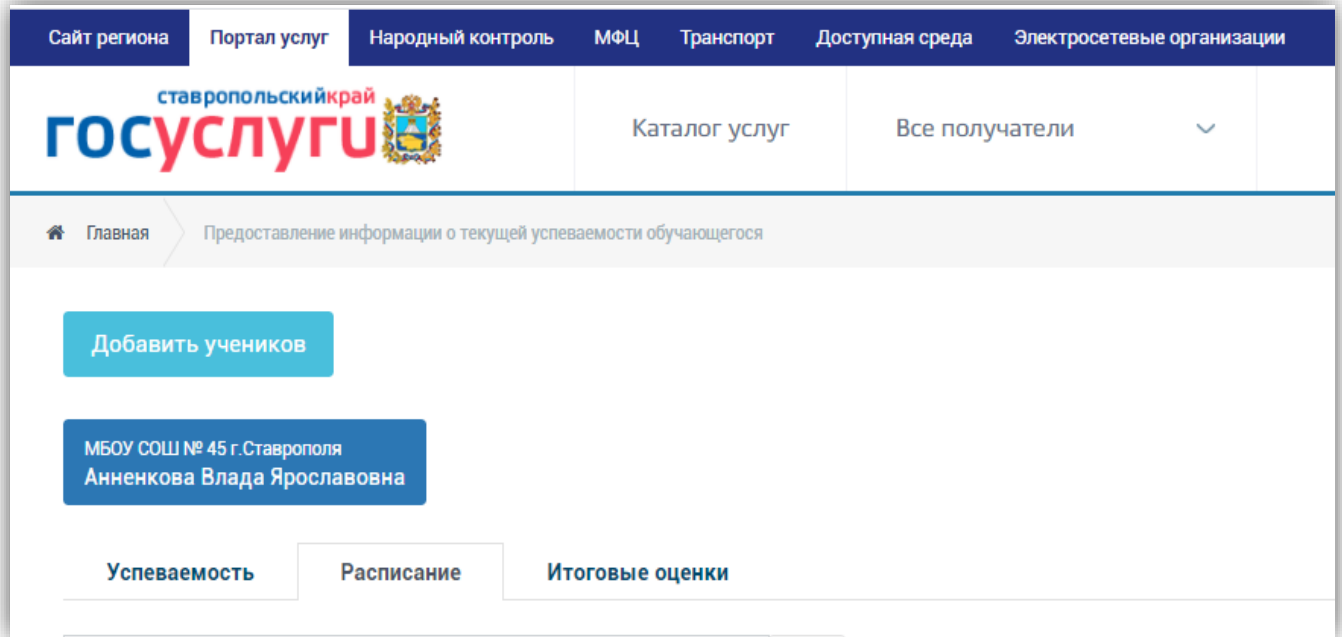 Сайт региона Портал услуг Народный контроль МФЦ Транспорт Доступная среда Электросетевые организации
ставропольскийкрай
госуслуги
Каталог услуг Все получатели
Главная Предоставление информации о текущей успеваемости обучающегося
Добавить учеников
МБОУ СОШ № 45 г.Ставрополя
Анненкова Влада Ярославовна
Успеваемость Расписание Итоговые оценки